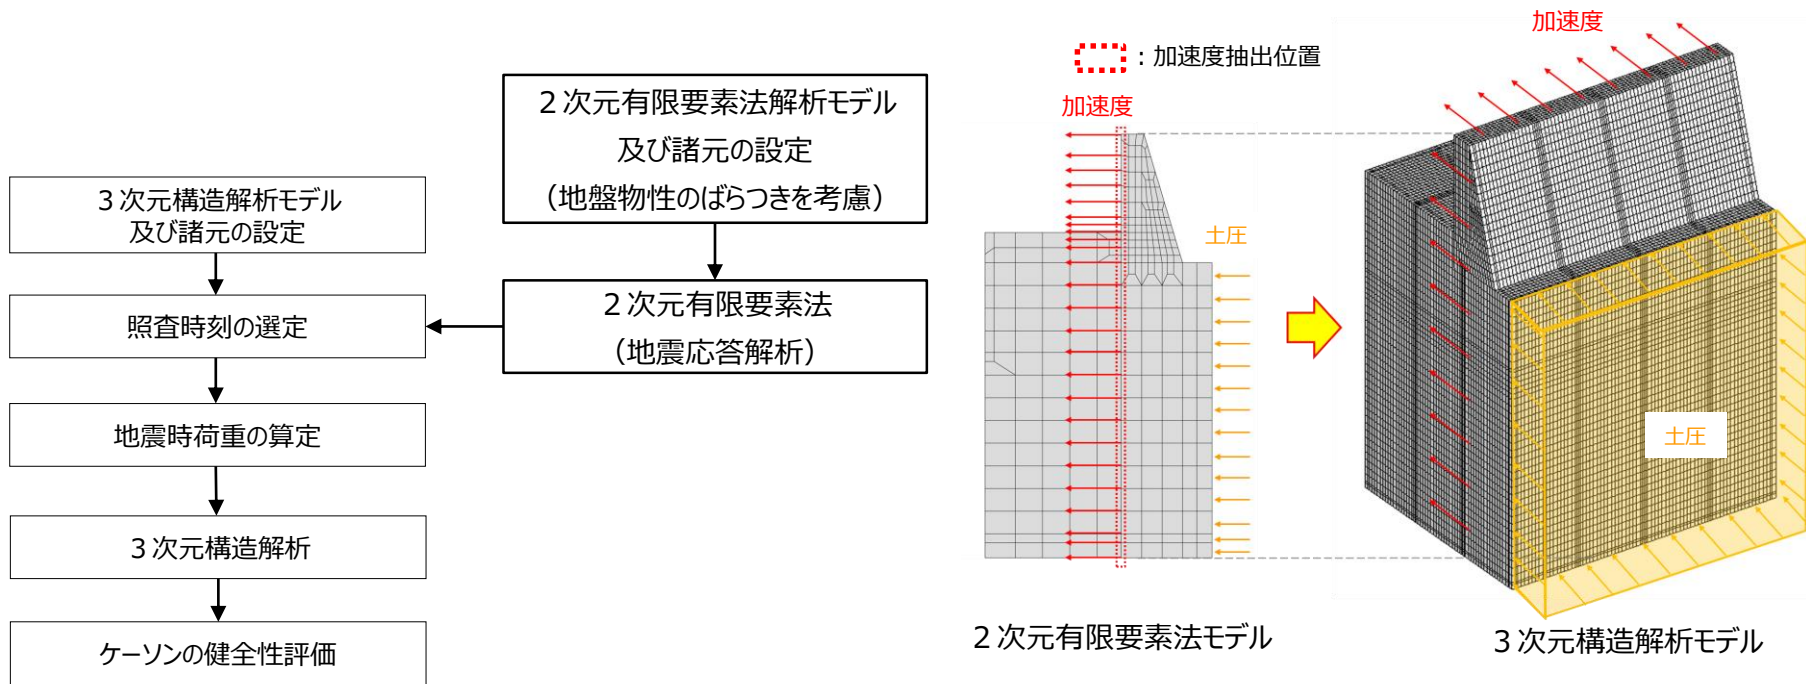 3次元構造解析モデル
及び諸元の設定
照査時刻の選定
地震時荷重の算定
3次元構造解析
ケーソンの健全性評価
2次元有限要素法解析モデル
及び諸元の設定
（地盤物性のばらつきを考慮）
2次元有限要素法
（地震応答解析）
：加速度抽出位置
加速度
土圧
2次元有限要素法モデル
加速度
土圧
3次元構造解析モデル